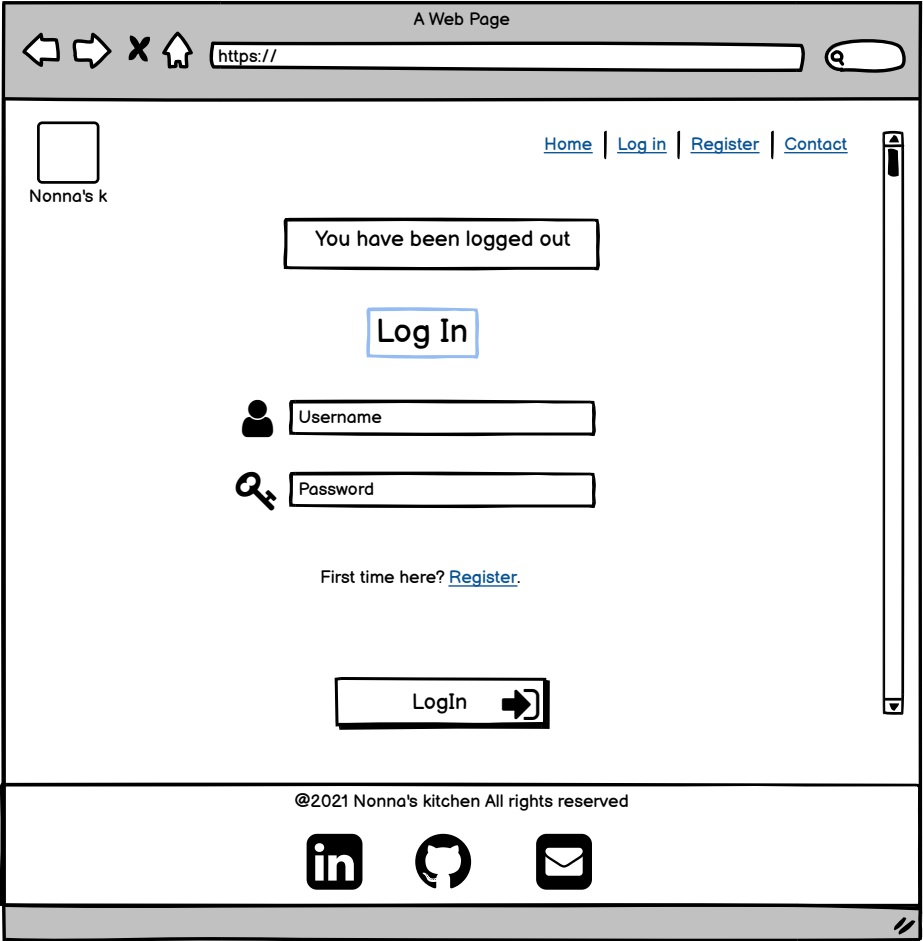 A Web Page
https://
Home Log in Register Contact
Nonna's k
You have been logged out
Log In
Username
Password
First time here? Register.
LogIn
@2021 Nonna's kitchen All rights reserved
in